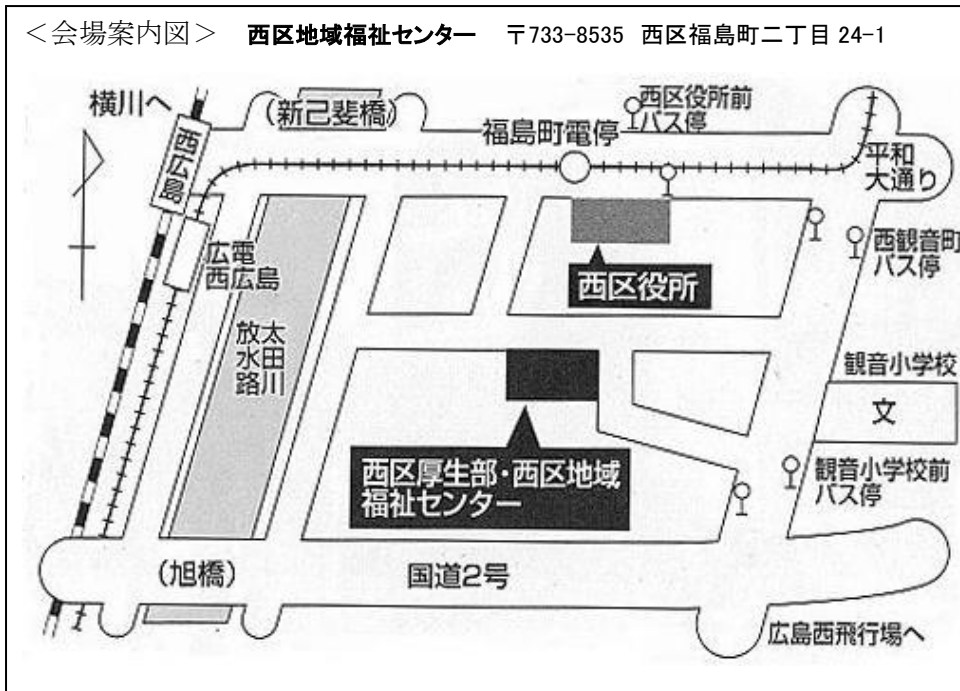 ＜会場案内図＞ 西区地域福祉センター 〒733-8535 西区福島町二丁目 24-1
横川へ
(新己斐橋)
西区役所前
バス停
福島町電停
西広島
平和
大通り
広電
西広島
西観音町
バス停
西区役所
太田川
放水路
観音小学校
文
西区厚生部・西区地域
福祉センター
観音小学校前
バス停
(旭橋)
国道2号
広島西飛行場へ